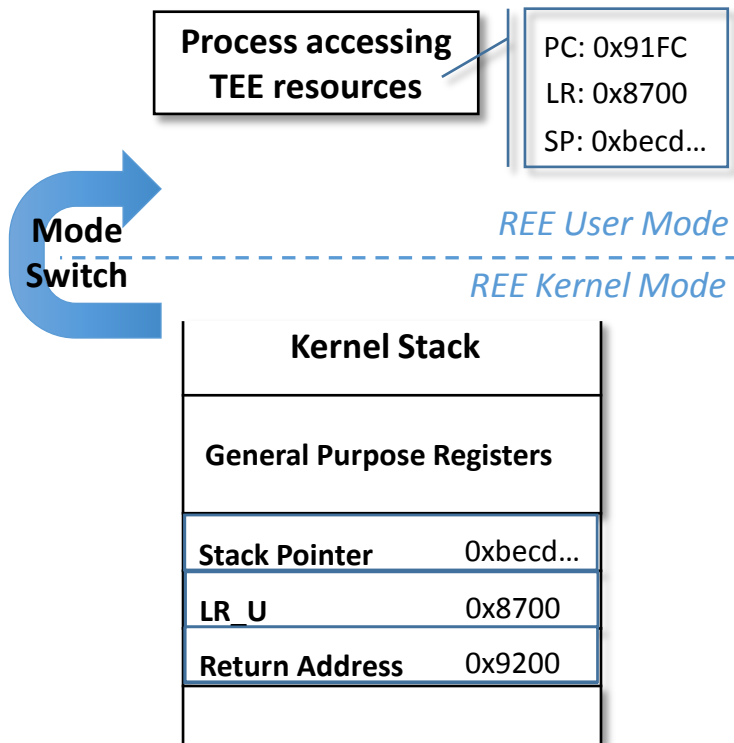 Process accessing
TEE resources
PC: 0x91FC
LR: 0x8700
SP: 0xbecd...
Mode
Switch
REE User Mode
REE Kernel Mode
Kernel Stack
General Purpose Registers
Stack Pointer 0xbecd...
LR_U 0x8700
Return Address 0x9200